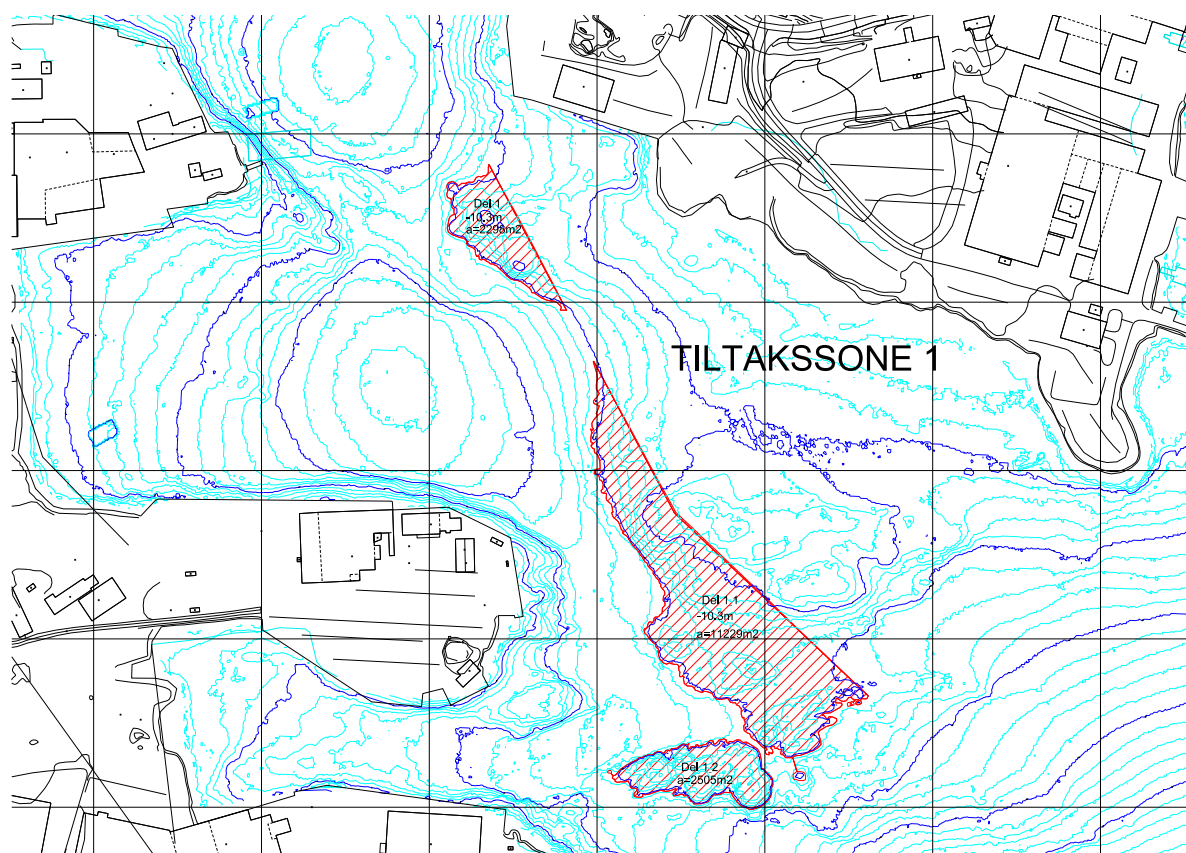 Del 1
-10.3m
a=2298m2
TILTAKSSONE 1
Del 1.1
-10.3m
a=11229m2
Del 1.2
a=2505m2